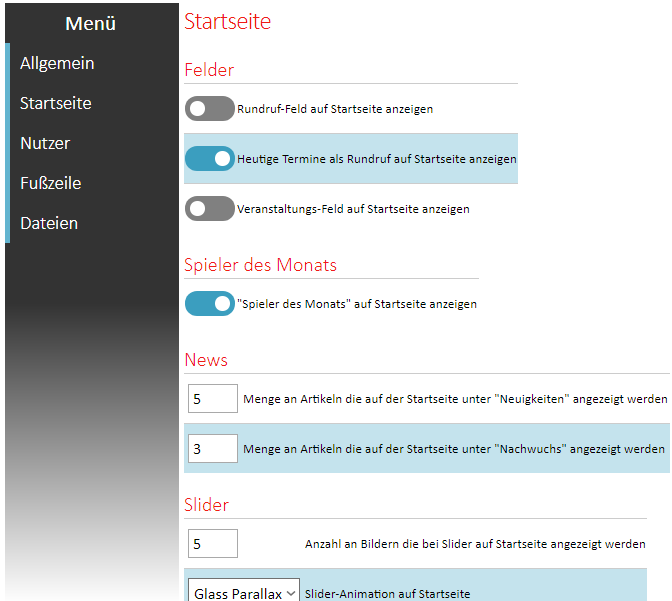 Menü
Allgemein
Startseite
Nutzer
Fußzeile
Dateien
Startseite
Felder
Rundruf-Feld auf Startseite anzeigen
Heutige Termine als Rundruf auf Startseite anzeigen
Veranstaltungs-Feld auf Startseite anzeigen
Spieler des Monats
"Spieler des Monats" auf Startseite anzeigen
News
5 Menge an Artikeln die auf der Startseite unter "Neuigkeiten" angezeigt werden
3 Menge an Artikeln die auf der Startseite unter "Nachwuchs" angezeigt werden
Slider
5 Anzahl an Bildern die bei Slider auf Startseite angezeigt werden
Glass Parallax Slider-Animation auf Startseite